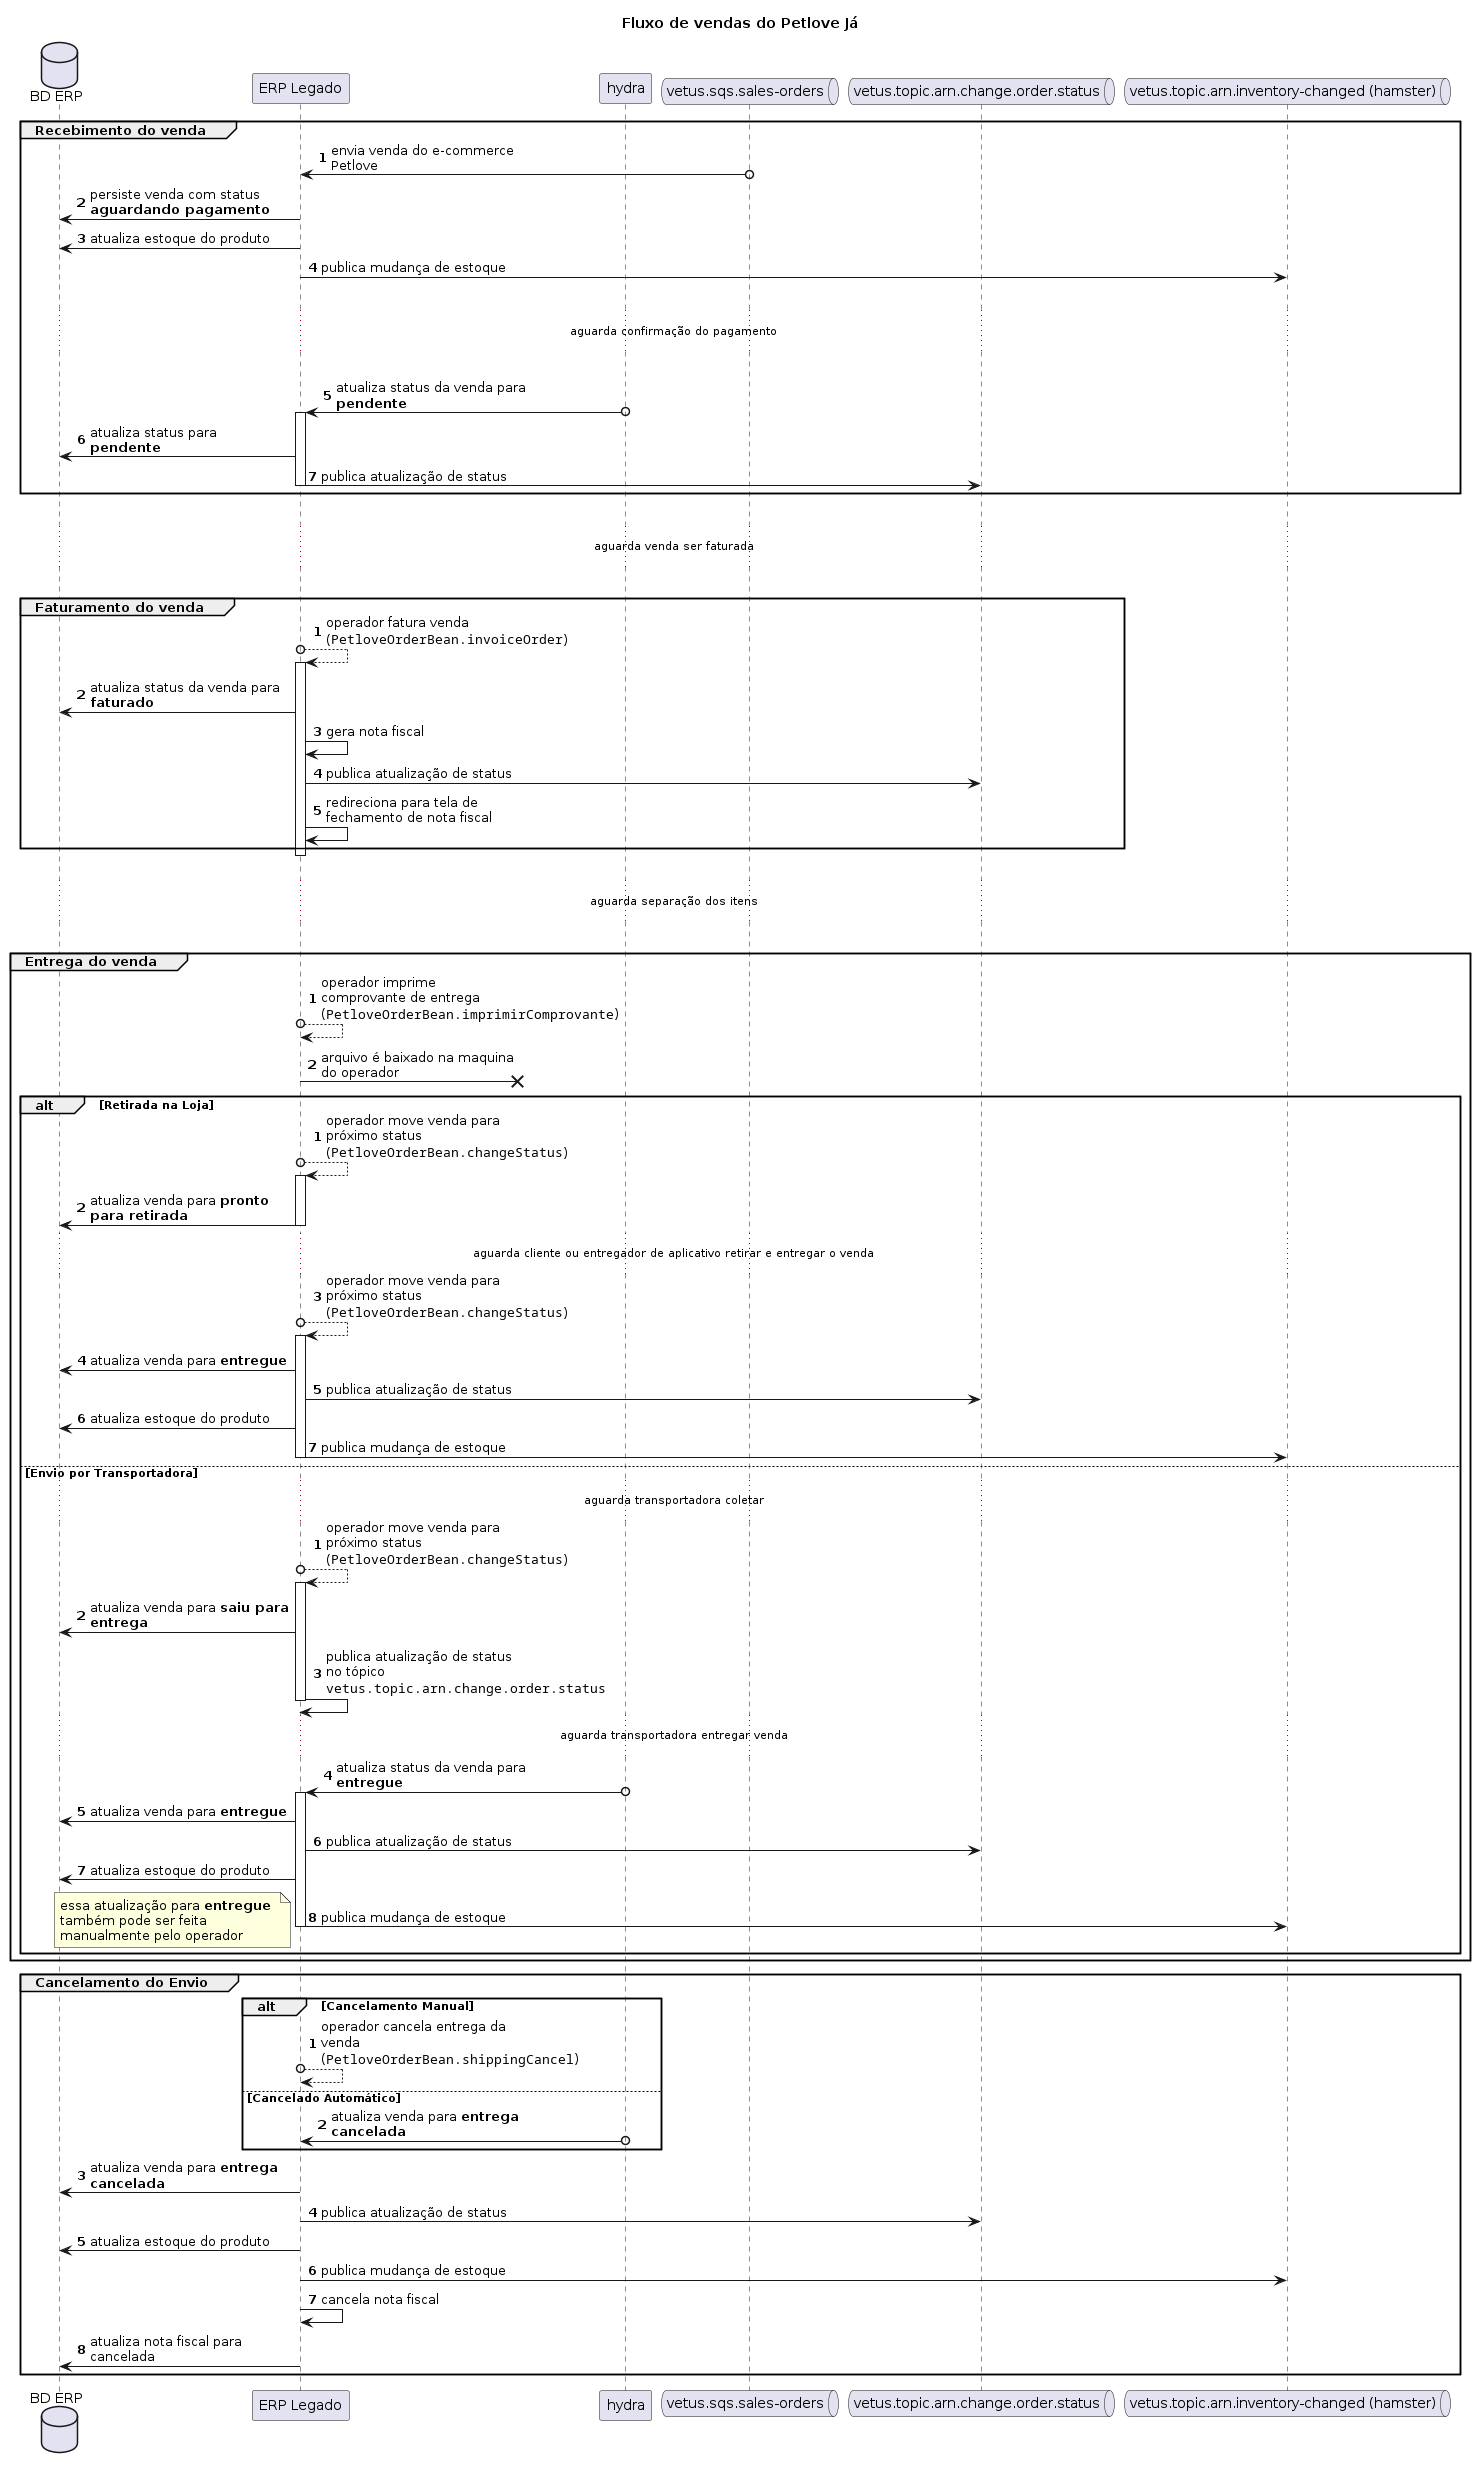 Fluxo de vendas do Petlove Já
BD ERP
ERP Legado
hydra
vetus.sqs.sales-orders
vetus.topic.arn.change.order.status
vetus.topic.arn.inventory-changed (hamster)
Recebimento do venda
1 envia venda do e-commerce
Petlove
2 persiste venda com status
aguardando pagamento
3 atualiza estoque do produto
4 publica mudança de estoque
aguarda confirmação do pagamento
5 atualiza status da venda para
pendente
6 atualiza status para
pendente
7 publica atualização de status
aguarda venda ser faturada
Faturamento do venda
1 operador fatura venda
(PetloveOrderBean.invoiceOrder)
2 atualiza status da venda para
faturado
3 gera nota fiscal
4 publica atualização de status
5 redireciona para tela de
fechamento de nota fiscal
aguarda separação dos itens
Entrega do venda
1 operador imprime
comprovante de entrega
(PetloveOrderBean.imprimirComprovante)
2 arquivo é baixado na maquina
do operador
alt [Retirada na Loja]
1 operador move venda para
próximo status
(PetloveOrderBean.changeStatus)
2 atualiza venda para pronto
para retirada
aguarda cliente ou entregador de aplicativo retirar e entregar o venda
3 operador move venda para
próximo status
(PetloveOrderBean.changeStatus)
4 atualiza venda para entregue
5 publica atualização de status
6 atualiza estoque do produto
7 publica mudança de estoque
[Envio por Transportadora]
aguarda transportadora coletar
1 operador move venda para
próximo status
(PetloveOrderBean.changeStatus)
2 atualiza venda para saiu para
entrega
3 publica atualização de status
no tópico
vetus.topic.arn.change.order.status
aguarda transportadora entregar venda
4 atualiza status da venda para
entregue
5 atualiza venda para entregue
6 publica atualização de status
7 atualiza estoque do produto
essa atualização para entregue
também pode ser feita
manualmente pelo operador
8 publica mudança de estoque
Cancelamento do Envio
alt [Cancelamento Manual]
1 operador cancela entrega da
venda
(PetloveOrderBean.shippingCancel)
[Cancelado Automático]
2 atualiza venda para entrega
cancelada
3 atualiza venda para entrega
cancelada
4 publica atualização de status
5 atualiza estoque do produto
6 publica mudança de estoque
7 cancela nota fiscal
8 atualiza nota fiscal para
cancelada
BD ERP
ERP Legado
hydra
vetus.sqs.sales-orders
vetus.topic.arn.change.order.status
vetus.topic.arn.inventory-changed (hamster)